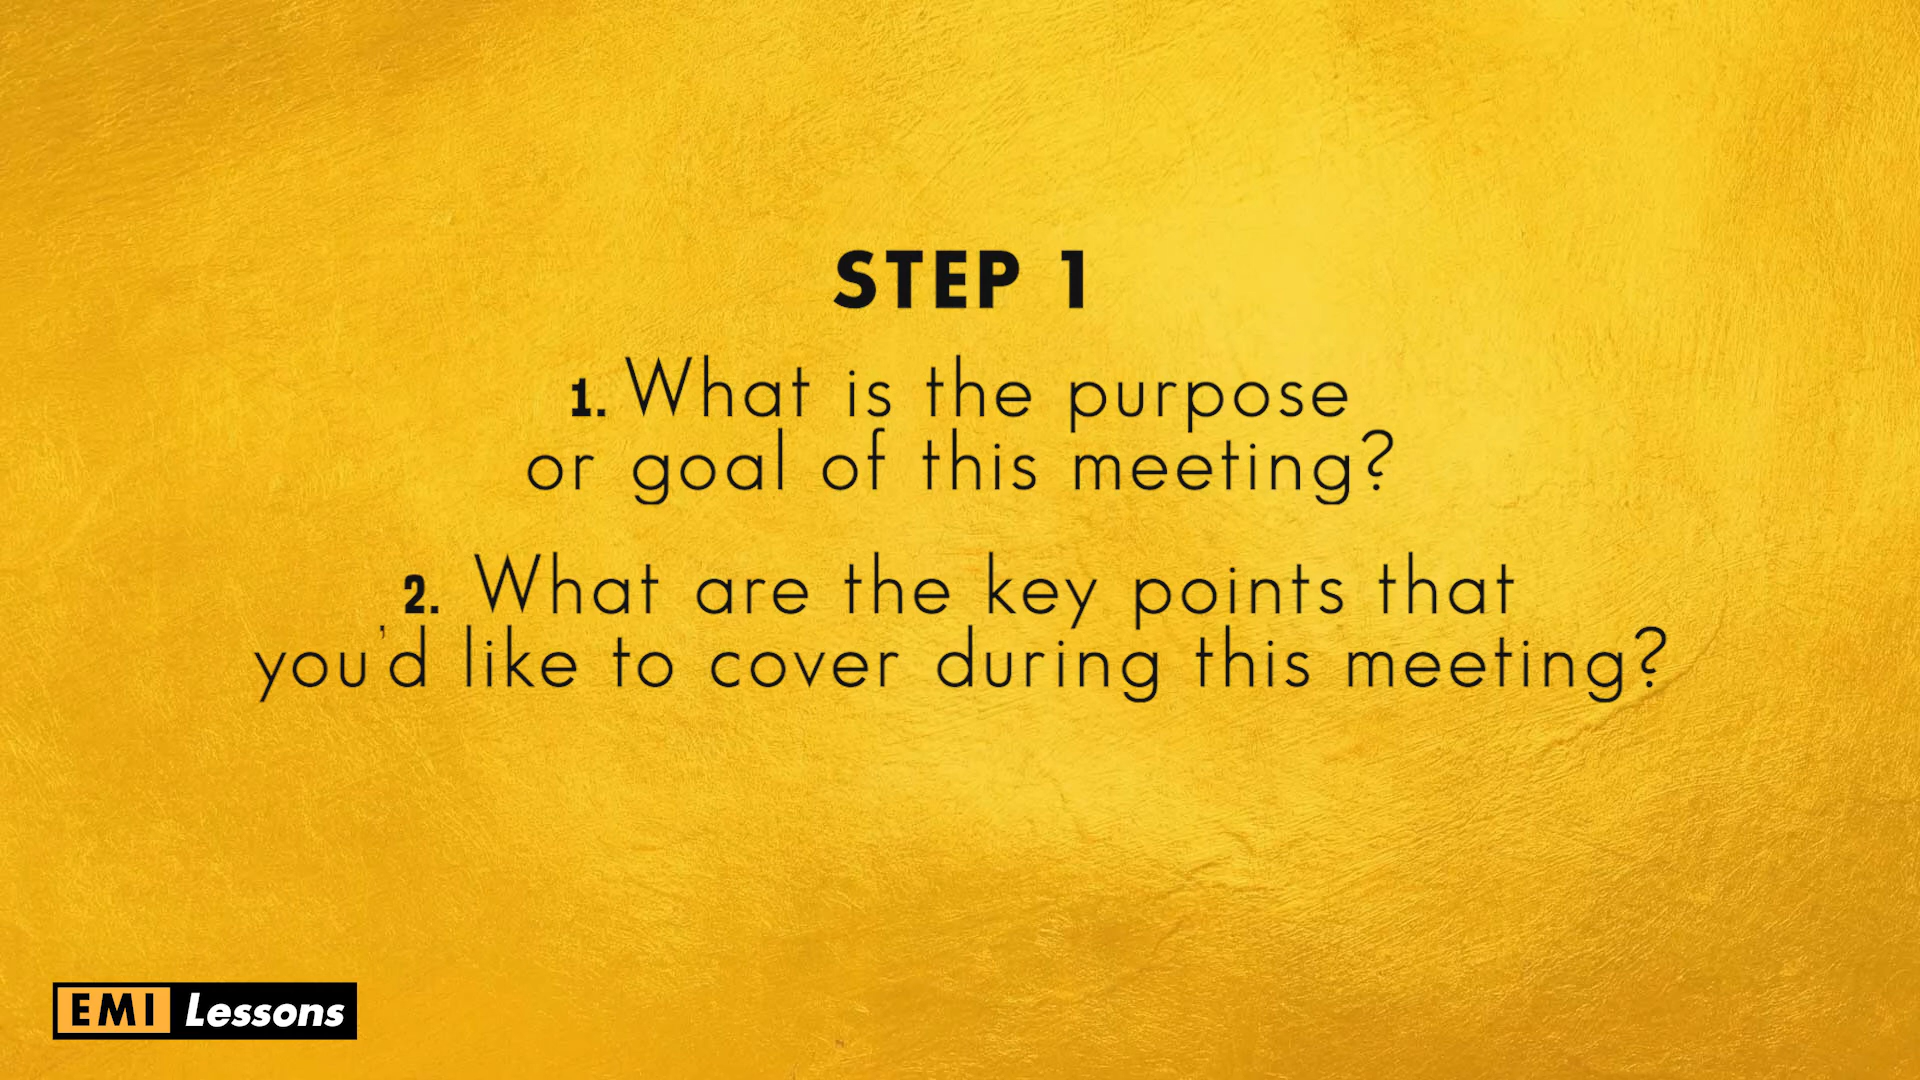 STEP 1
1. What is the purpose
or goal of this meeting?
2. What are the key points that
you'd like to cover during this meeting?
EMI Lessons